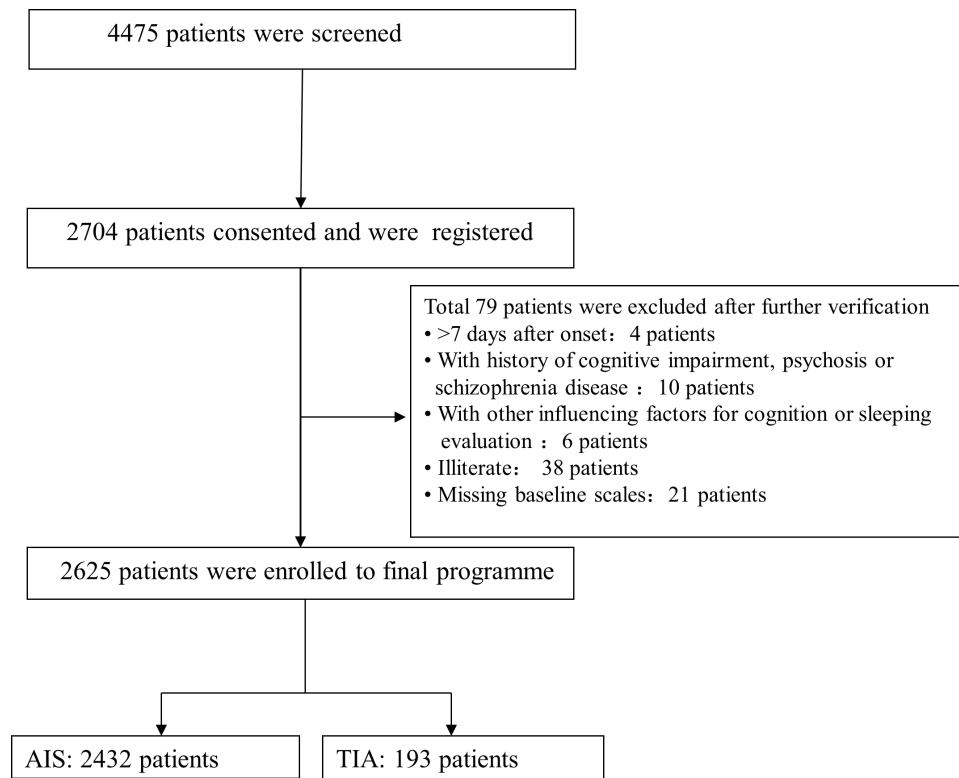 4475 patients were screened
2704 patients consented and were registered
Total 79 patients were excluded after further verification
• >7 days after onset：4 patients
• With history of cognitive impairment, psychosis or
schizophrenia disease ：10 patients
• With other influencing factors for cognition or sleeping
evaluation ：6 patients
• Illiterate： 38 patients
• Missing baseline scales：21 patients
2625 patients were enrolled to final programme
AIS: 2432 patients
TIA: 193 patients